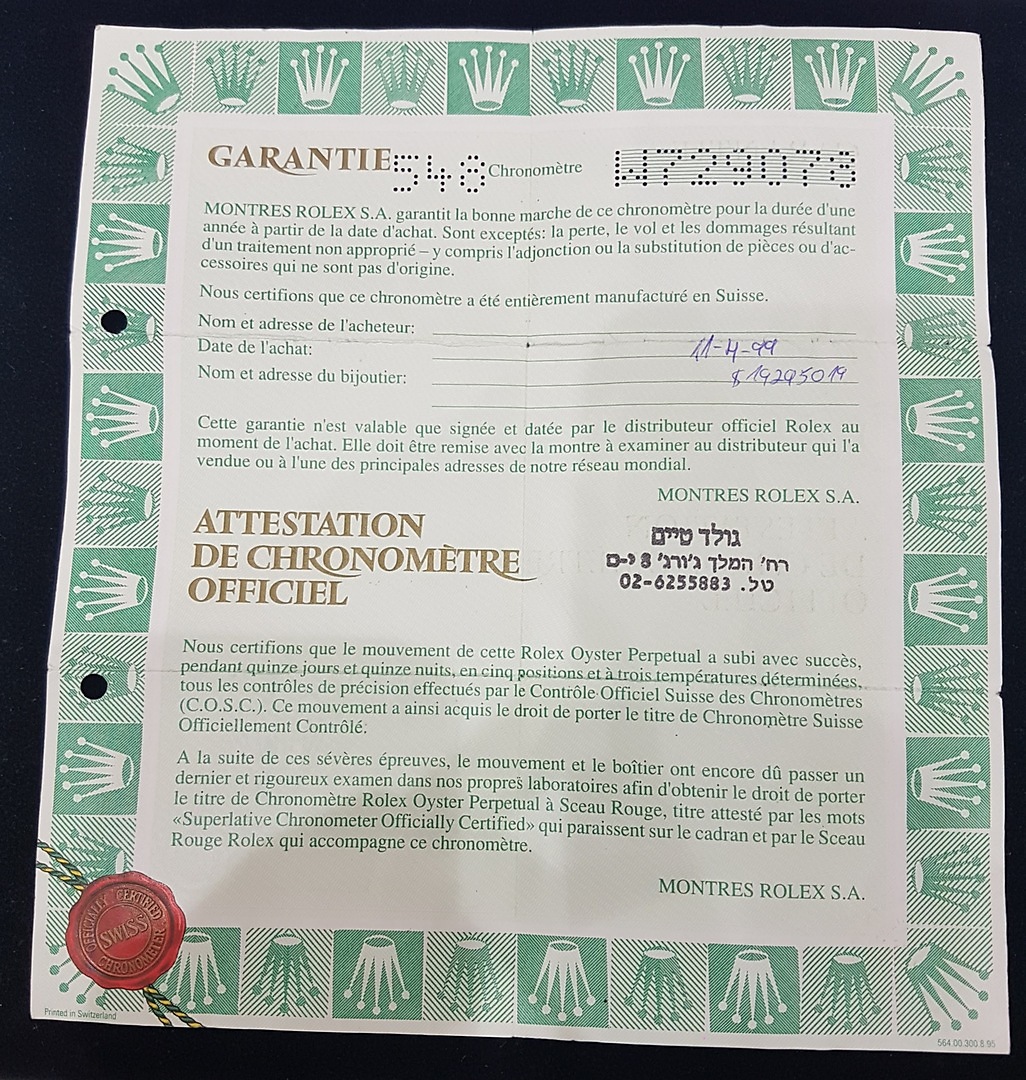 GARANTIE 548 Chronomètre W729078
MONTRES ROLEX S.A. garantit la bonne marche de ce chronomètre pour la durée d'une
année à partir de la date d'achat. Sont exceptés: la perte, le vol et les dommages résultant
d'un traitement non approprié – y compris l'adjonction ou la substitution de pièces ou d'ac-
cessoires qui ne sont pas d'origine.
Nous certifions que ce chronomètre a été entièrement manufacturé en Suisse.
Nom et adresse de l'acheteur:
Date de l'achat: 11-4-99
Nom et adresse du bijoutier: $19295019
Cette garantie n'est valable que signée et datée par le distributeur officiel Rolex au
moment de l'achat. Elle doit être remise avec la montre à examiner au distributeur qui l'a
vendue ou à l'une des principales adresses de notre réseau mondial.
MONTRES ROLEX S.A.
ATTESTATION
DE CHRONOMÈTRE
OFFICIEL
גולד טיים
רח' המלך ג'ורג' 8 י-ם
טל. 02-6255883
Nous certifions que le mouvement de cette Rolex Oyster Perpetual a subi avec succès,
pendant quinze jours et quinze nuits, en cinq positions et à trois températures déterminées,
tous les contrôles de précision effectués par le Contrôle Officiel Suisse des Chronomètres
(C.O.S.C.). Ce mouvement a ainsi acquis le droit de porter le titre de Chronomètre Suisse
Officiellement Contrôlé.
A la suite de ces sévères épreuves, le mouvement et le boîtier ont encore dû passer un
dernier et rigoureux examen dans nos propres laboratoires afin d'obtenir le droit de porter
le titre de Chronomètre Rolex Oyster Perpetual à Sceau Rouge, titre attesté par les mots
«Superlative Chronometer Officially Certified» qui paraissent sur le cadran et par le Sceau
Rouge Rolex qui accompagne ce chronomètre.
MONTRES ROLEX S.A.
OFFICIALLY CERTIFIED
SWISS
CHRONOMETER
Printed in Switzerland
564.00.300.8.95